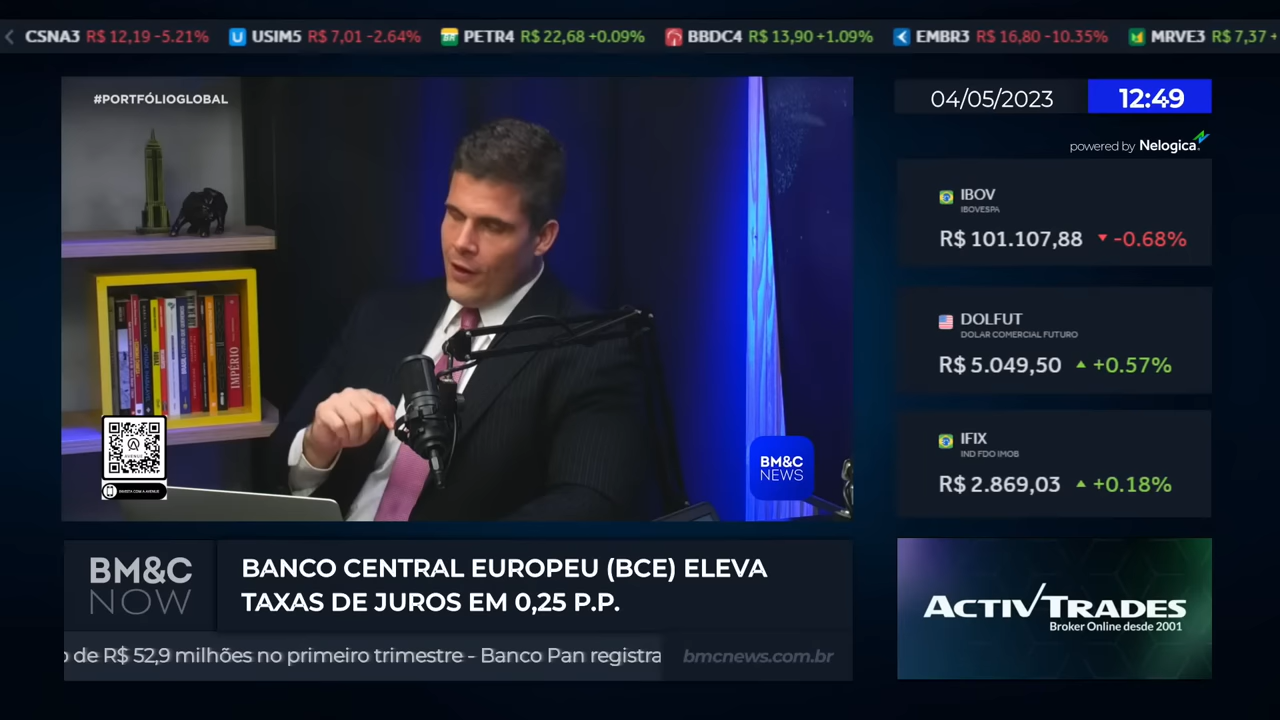 CSNA3 R$ 12,19 -5.21% USIM5 R$ 7,01 -2.64% PETR4 R$ 22,68 +0.09% BBDC4 R$ 13,90 +1.09% EMBR3 R$ 16,80 -10.35% MRVE3 R$ 7,37 +
#PORTFÓLIOGLOBAL
04/05/2023 12:49
powered by Nelogica
IBOV
IBOVESPA
R$ 101.107,88 -0.68%
DOLFUT
DOLAR COMERCIAL FUTURO
R$ 5.049,50 +0.57%
IFIX
IND FDO IMOB
R$ 2.869,03 +0.18%
IMPÉRIO
AVENUE
INVISTA COM A AVENUE
BM&C
NEWS
BM&C
NOW
BANCO CENTRAL EUROPEU (BCE) ELEVA
TAXAS DE JUROS EM 0,25 P.P.
o de R$ 52,9 milhões no primeiro trimestre - Banco Pan registra
bmcnews.com.br
ACTIVTRADES
Broker Online desde 2001